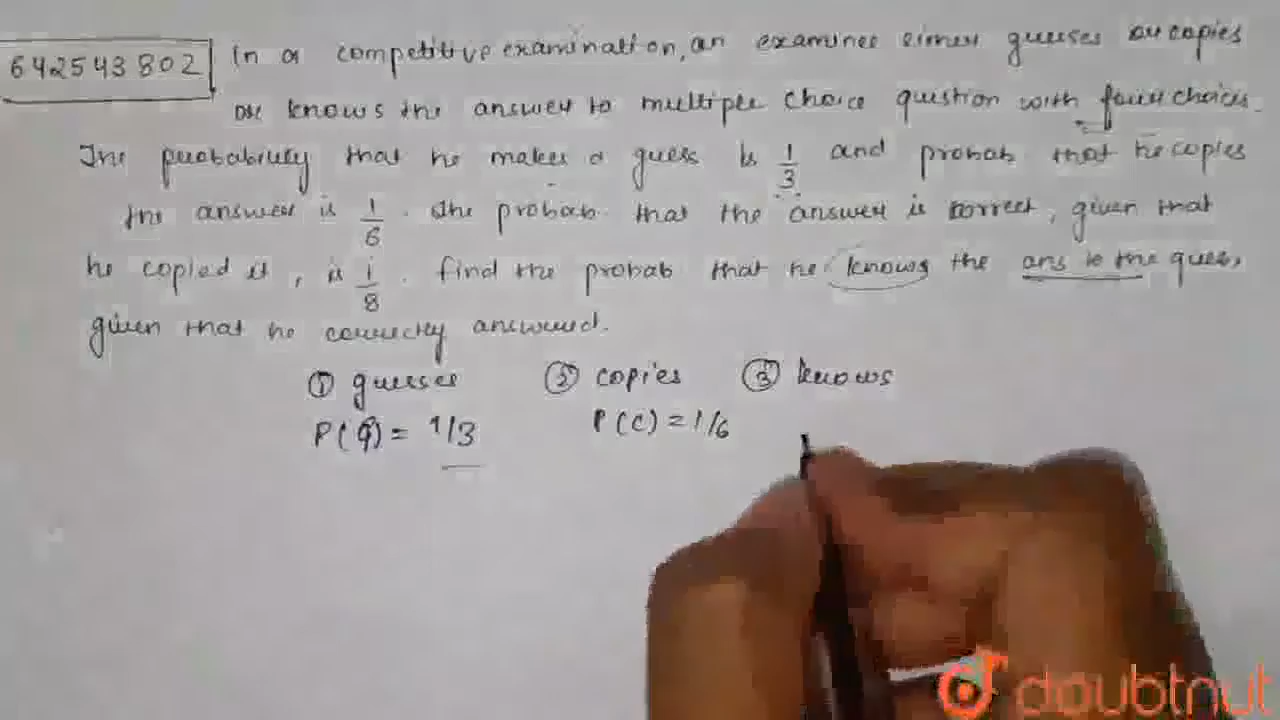 642543802
In a competitive examination, an examinee either guesses or copies
or knows the answer to multiple choice question with four choices.
The probability that he makes a guess is 1/3 and probab that he copies
the answer is 1/6. The probab. that the answer is correct, given that
he copied it, is 1/8. find the probab that he knows the ans to the ques,
given that he correctly answered.
① guesses ② copies ③ knows
P(G) = 1/3 P(C) = 1/6
doubtnut